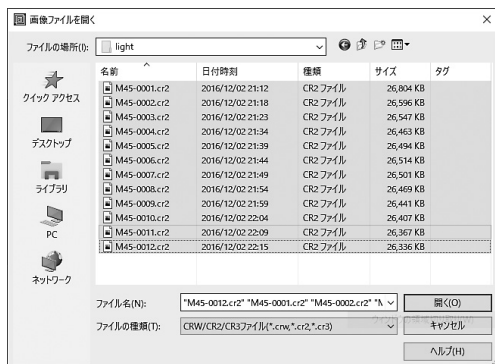 画像ファイルを開く
ファイルの場所(I):
light
名前 日付時刻 種類 サイズ タグ
M45-0001.cr2 2016/12/02 21:12 CR2 ファイル 26,804 KB
M45-0002.cr2 2016/12/02 21:18 CR2 ファイル 26,596 KB
M45-0003.cr2 2016/12/02 21:23 CR2 ファイル 26,547 KB
M45-0004.cr2 2016/12/02 21:34 CR2 ファイル 26,463 KB
M45-0005.cr2 2016/12/02 21:39 CR2 ファイル 26,494 KB
M45-0006.cr2 2016/12/02 21:44 CR2 ファイル 26,514 KB
M45-0007.cr2 2016/12/02 21:49 CR2 ファイル 26,501 KB
M45-0008.cr2 2016/12/02 21:54 CR2 ファイル 26,469 KB
M45-0009.cr2 2016/12/02 21:59 CR2 ファイル 26,441 KB
M45-0010.cr2 2016/12/02 22:04 CR2 ファイル 26,407 KB
M45-0011.cr2 2016/12/02 22:09 CR2 ファイル 26,367 KB
M45-0012.cr2 2016/12/02 22:15 CR2 ファイル 26,336 KB
クイック アクセス
デスクトップ
ライブラリ
PC
ネットワーク
ファイル名(N):
"M45-0012.cr2" "M45-0001.cr2" "M45-0002.cr2"
開く(O)
ファイルの種類(T):
CRW/CR2/CR3ファイル(*.crw,*.cr2,*.cr3)
キャンセル
ヘルプ(H)